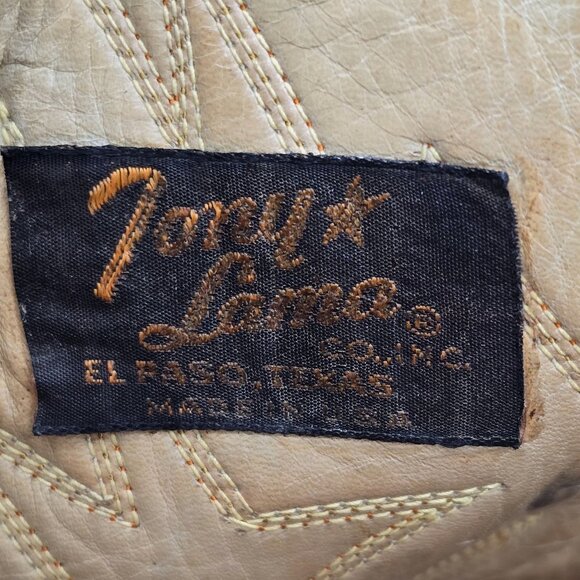 Tony
Lama ®
CO., INC.
EL PASO, TEXAS
MADE IN U.S.A.